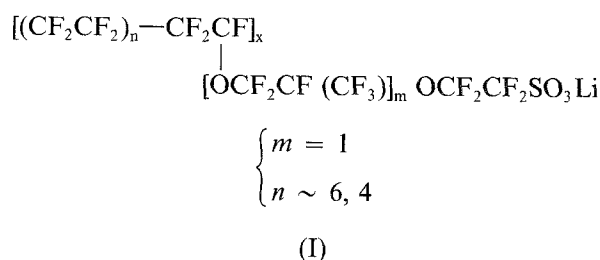 [(CF₂CF₂)ₙ—CF₂CF]ₓ
[OCF₂CF (CF₃)]ₘ OCF₂CF₂SO₃Li
m = 1
n ~ 6, 4
(I)